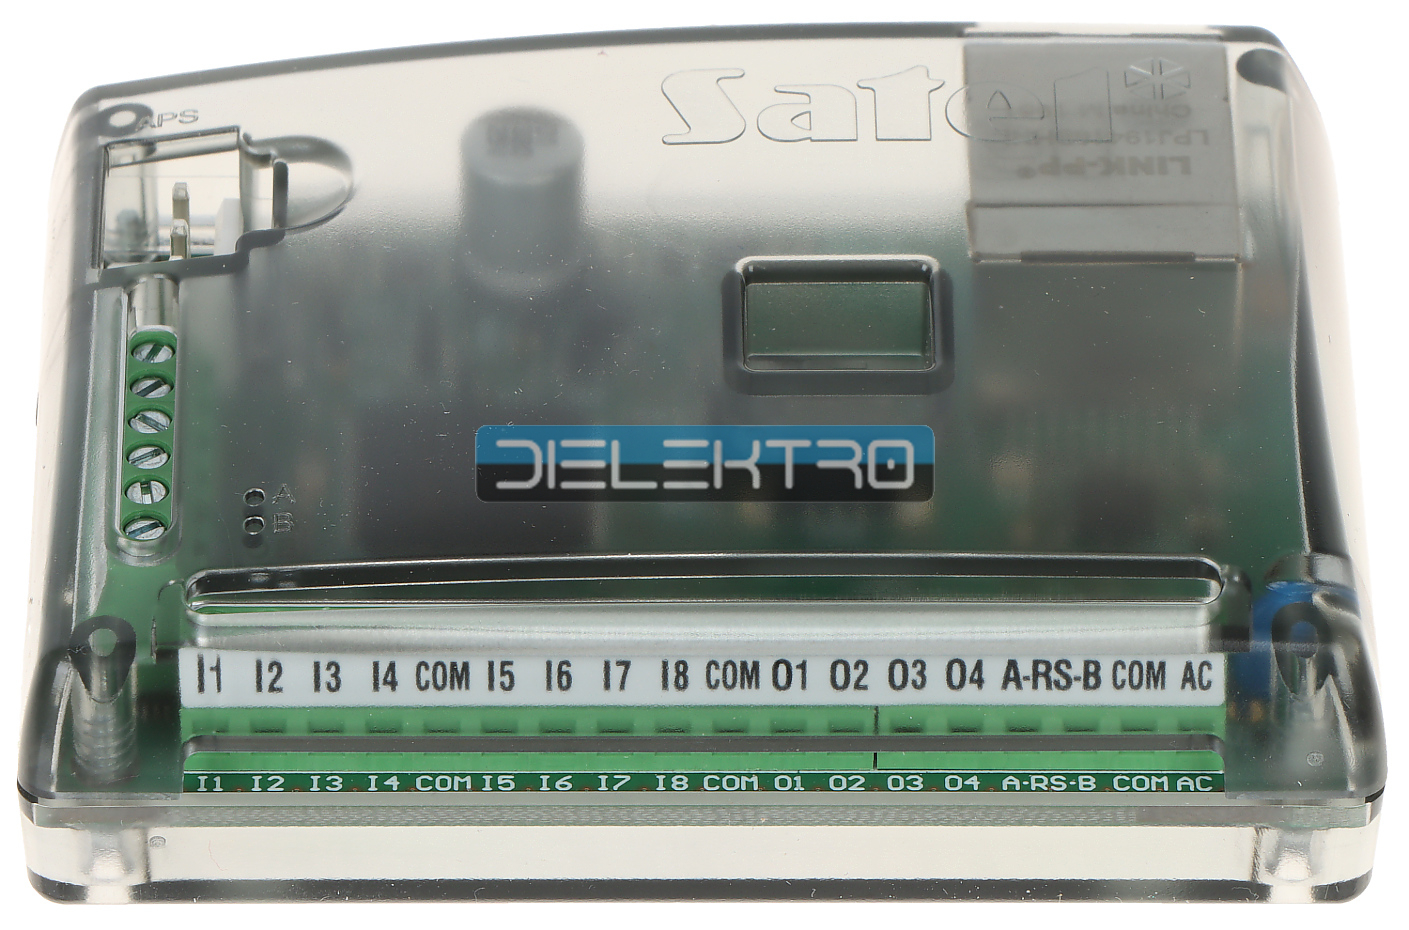 APS
Satel
LINK-PP
DIELEKTRO
A
B
I1 I2 I3 I4 COM I5 I6 I7 I8 COM O1 O2 O3 O4 A-RS-B COM AC
I1 I2 I3 I4 COM I5 I6 I7 I8 COM O1 O2 O3 O4 A-RS-B COM AC